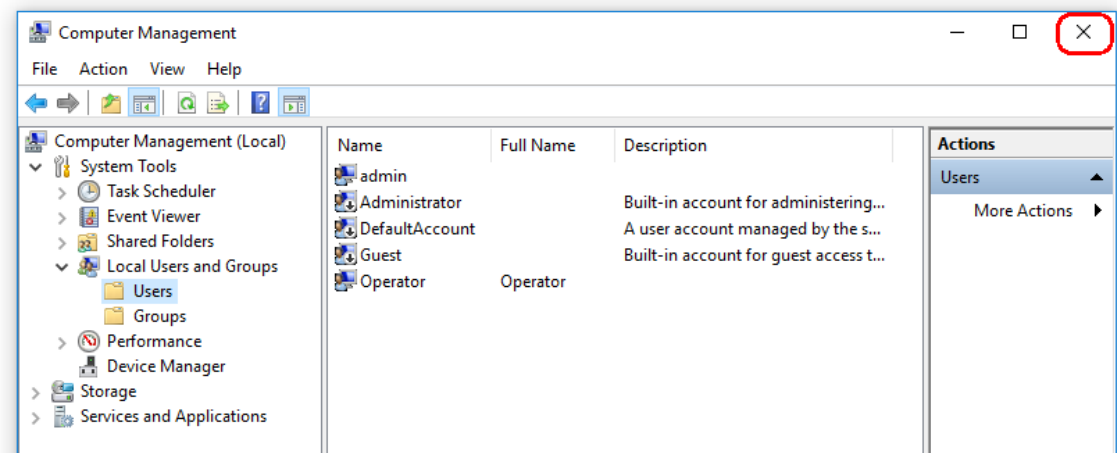 Computer Management
File Action View Help
Computer Management (Local)
System Tools
Task Scheduler
Event Viewer
Shared Folders
Local Users and Groups
Users
Groups
Performance
Device Manager
Storage
Services and Applications
Name Full Name Description
admin
Administrator Built-in account for administering...
DefaultAccount A user account managed by the s...
Guest Built-in account for guest access t...
Operator Operator
Actions
Users
More Actions